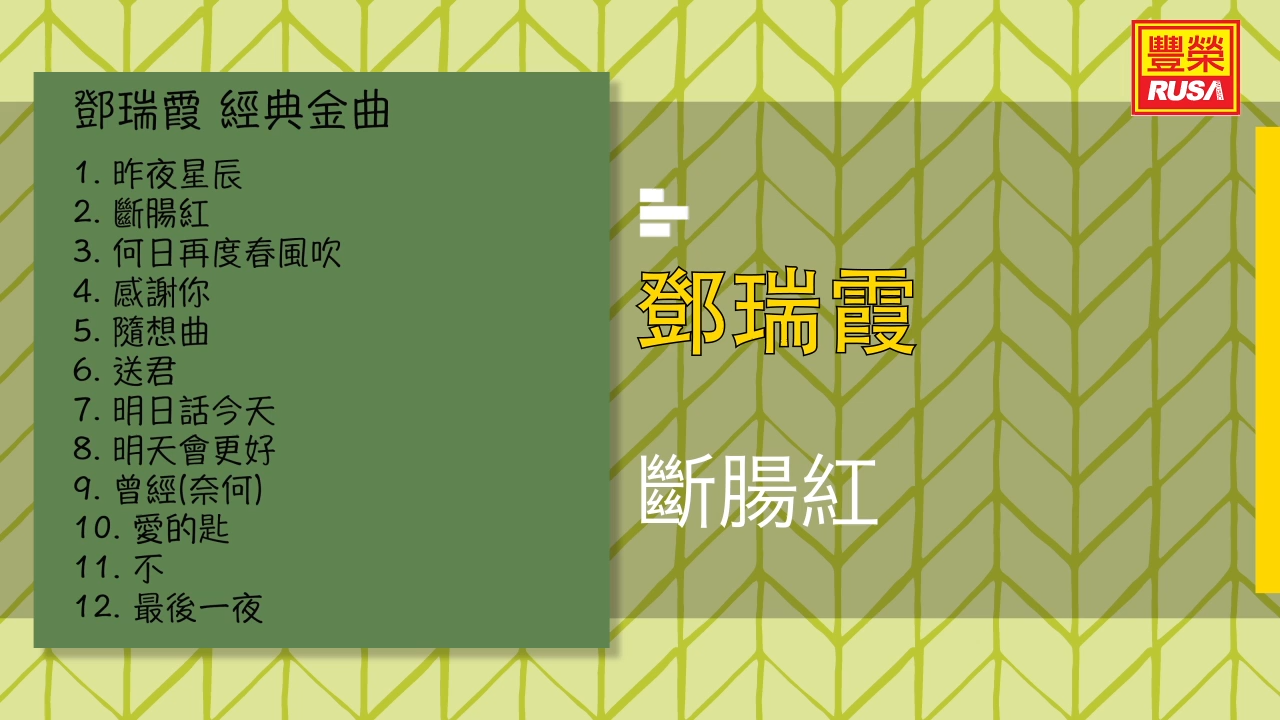 鄧瑞霞 經典金曲
1. 昨夜星辰
2. 斷腸紅
3. 何日再度春風吹
4. 感謝你
5. 隨想曲
6. 送君
7. 明日話今天
8. 明天會更好
9. 曾經(奈何)
10. 愛的匙
11. 不
12. 最後一夜
鄧瑞霞
斷腸紅
豐榮
RUSA